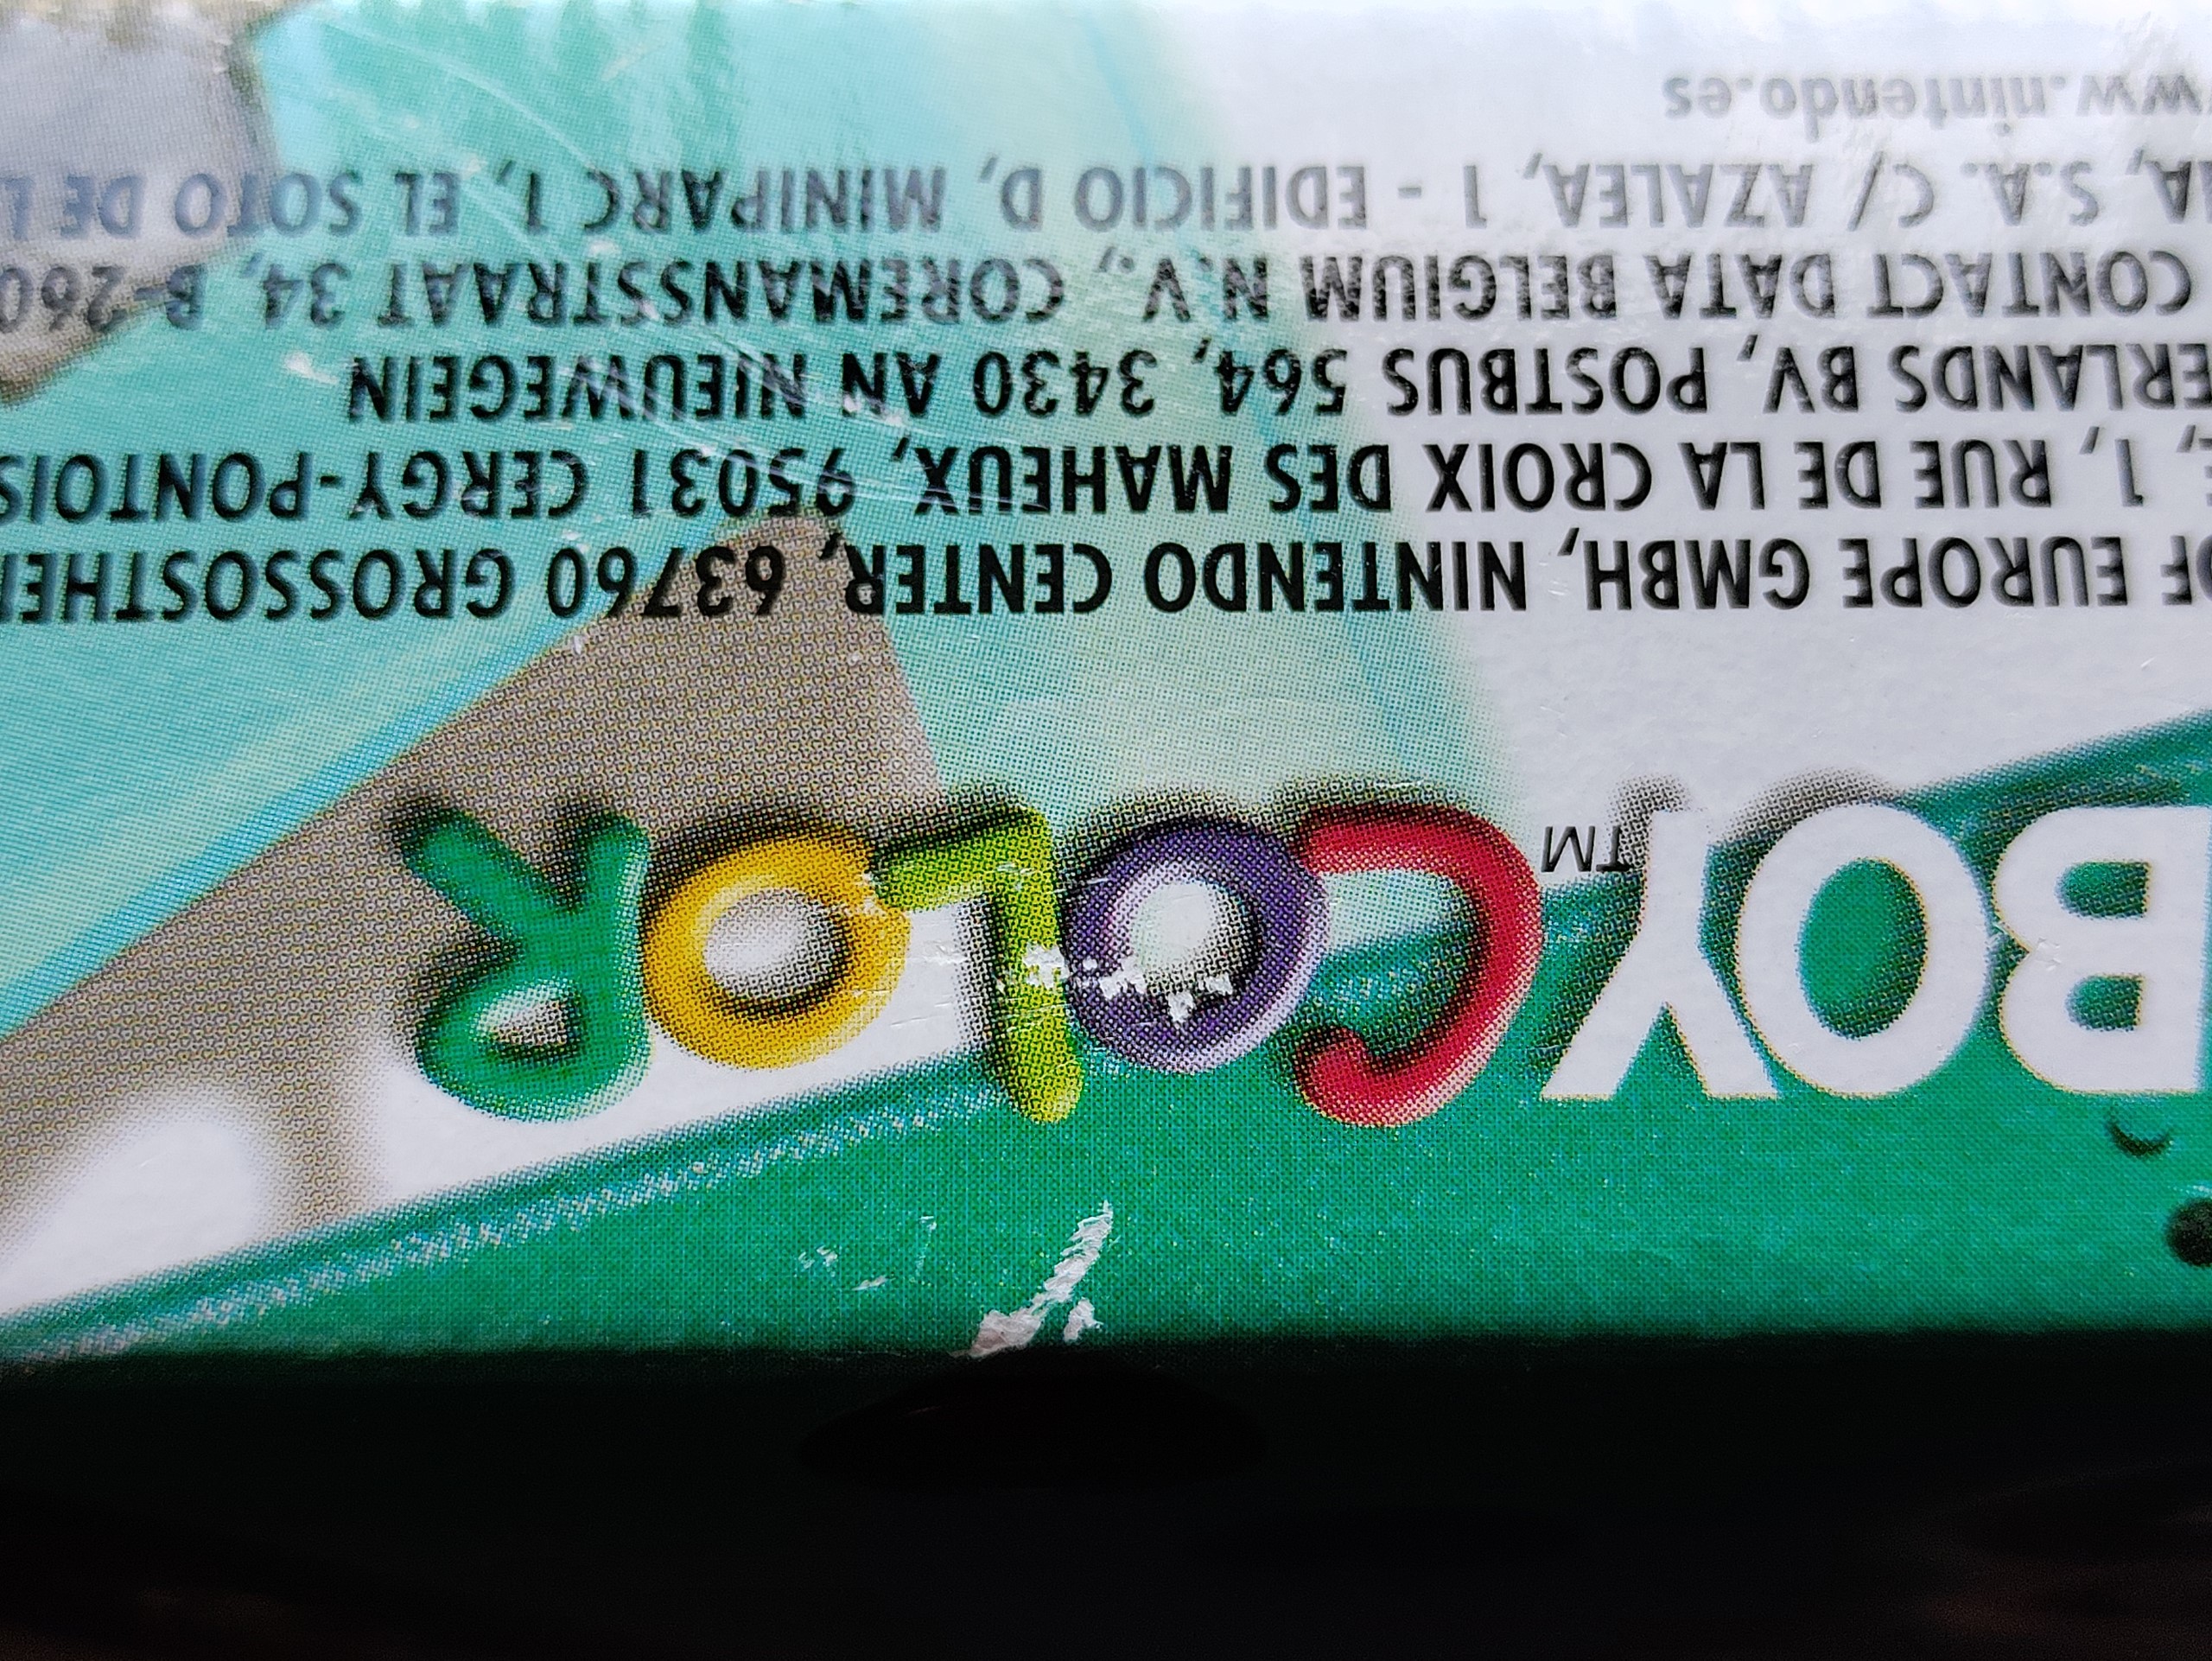 BOY™ COLOR
OF EUROPE GMBH, NINTENDO CENTER, 63760 GROSSOSTHE
, 1, RUE DE LA CROIX DES MAHEUX, 95031 CERGY-PONTOIS
ERLANDS BV, POSTBUS 564, 3430 AN NIEUWEGEIN
CONTACT DATA BELGIUM N.V., COREMANSSTRAAT 34, B-260
A, S.A. C/ AZALEA, 1 - EDIFICIO D, MINIPARC 1, EL SOTO DE L
www.nintendo.es